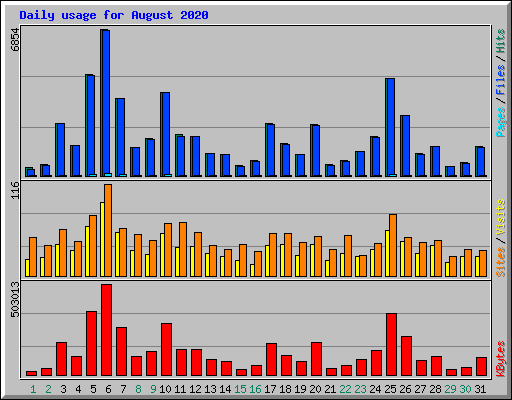 Daily usage for August 2020
6854
Pages / Files / Hits
116
Sites / Visits
503013
KBytes
1 2 3 4 5 6 7 8 9 10 11 12 13 14 15 16 17 18 19 20 21 22 23 24 25 26 27 28 29 30 31